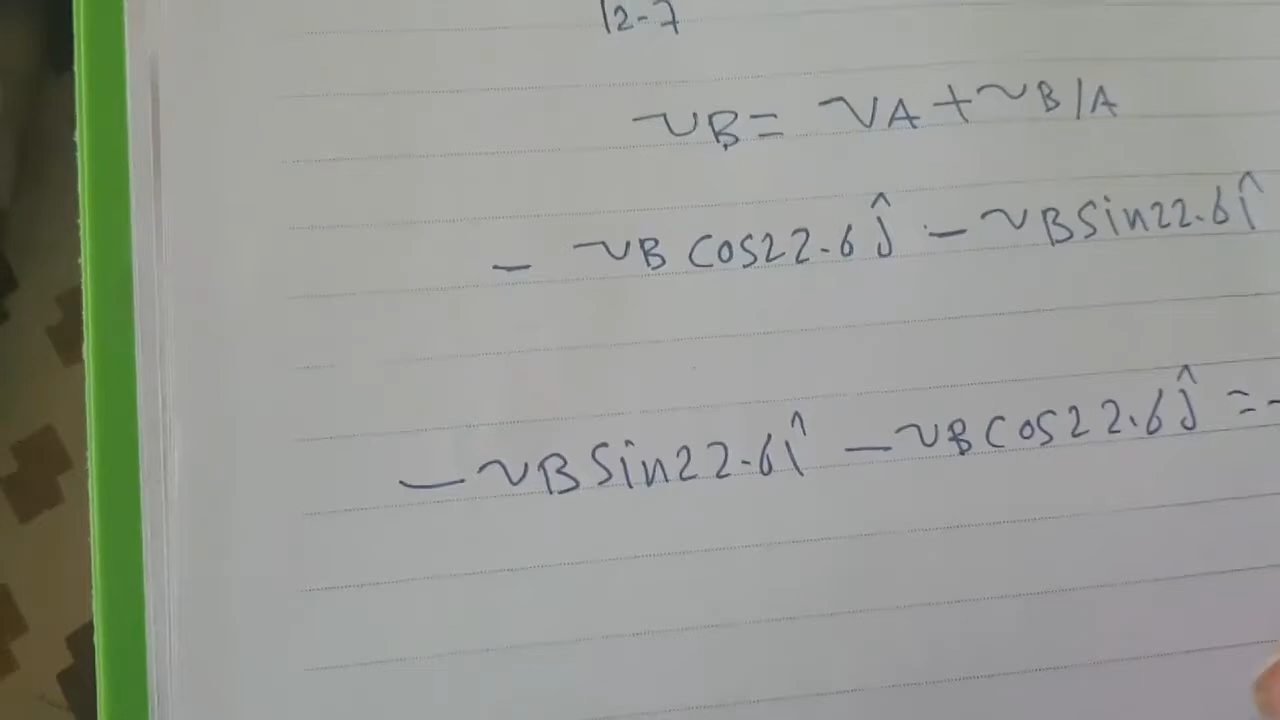 12-7
vB = vA + vB/A
- vB cos22.6 ĵ - vB sin22.6 î
- vB sin22.6 î - vB cos22.6 ĵ = -